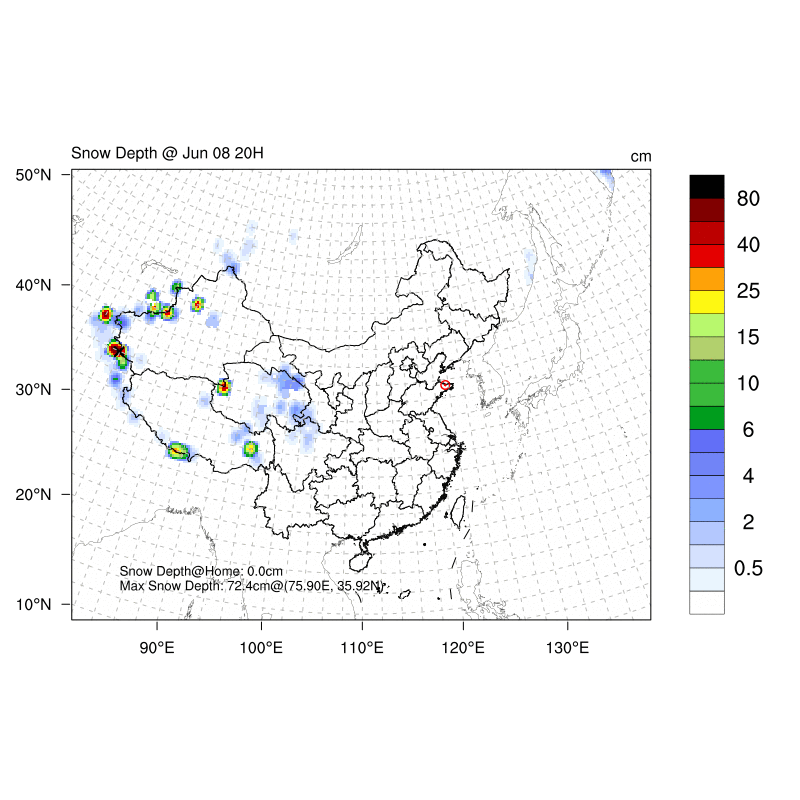 Snow Depth @ Jun 08 20H
cm
50°N
40°N
30°N
20°N
10°N
90°E 100°E 110°E 120°E 130°E
80
40
25
15
10
6
4
2
0.5
Snow Depth@Home: 0.0cm
Max Snow Depth: 72.4cm@(75.90E, 35.92N)